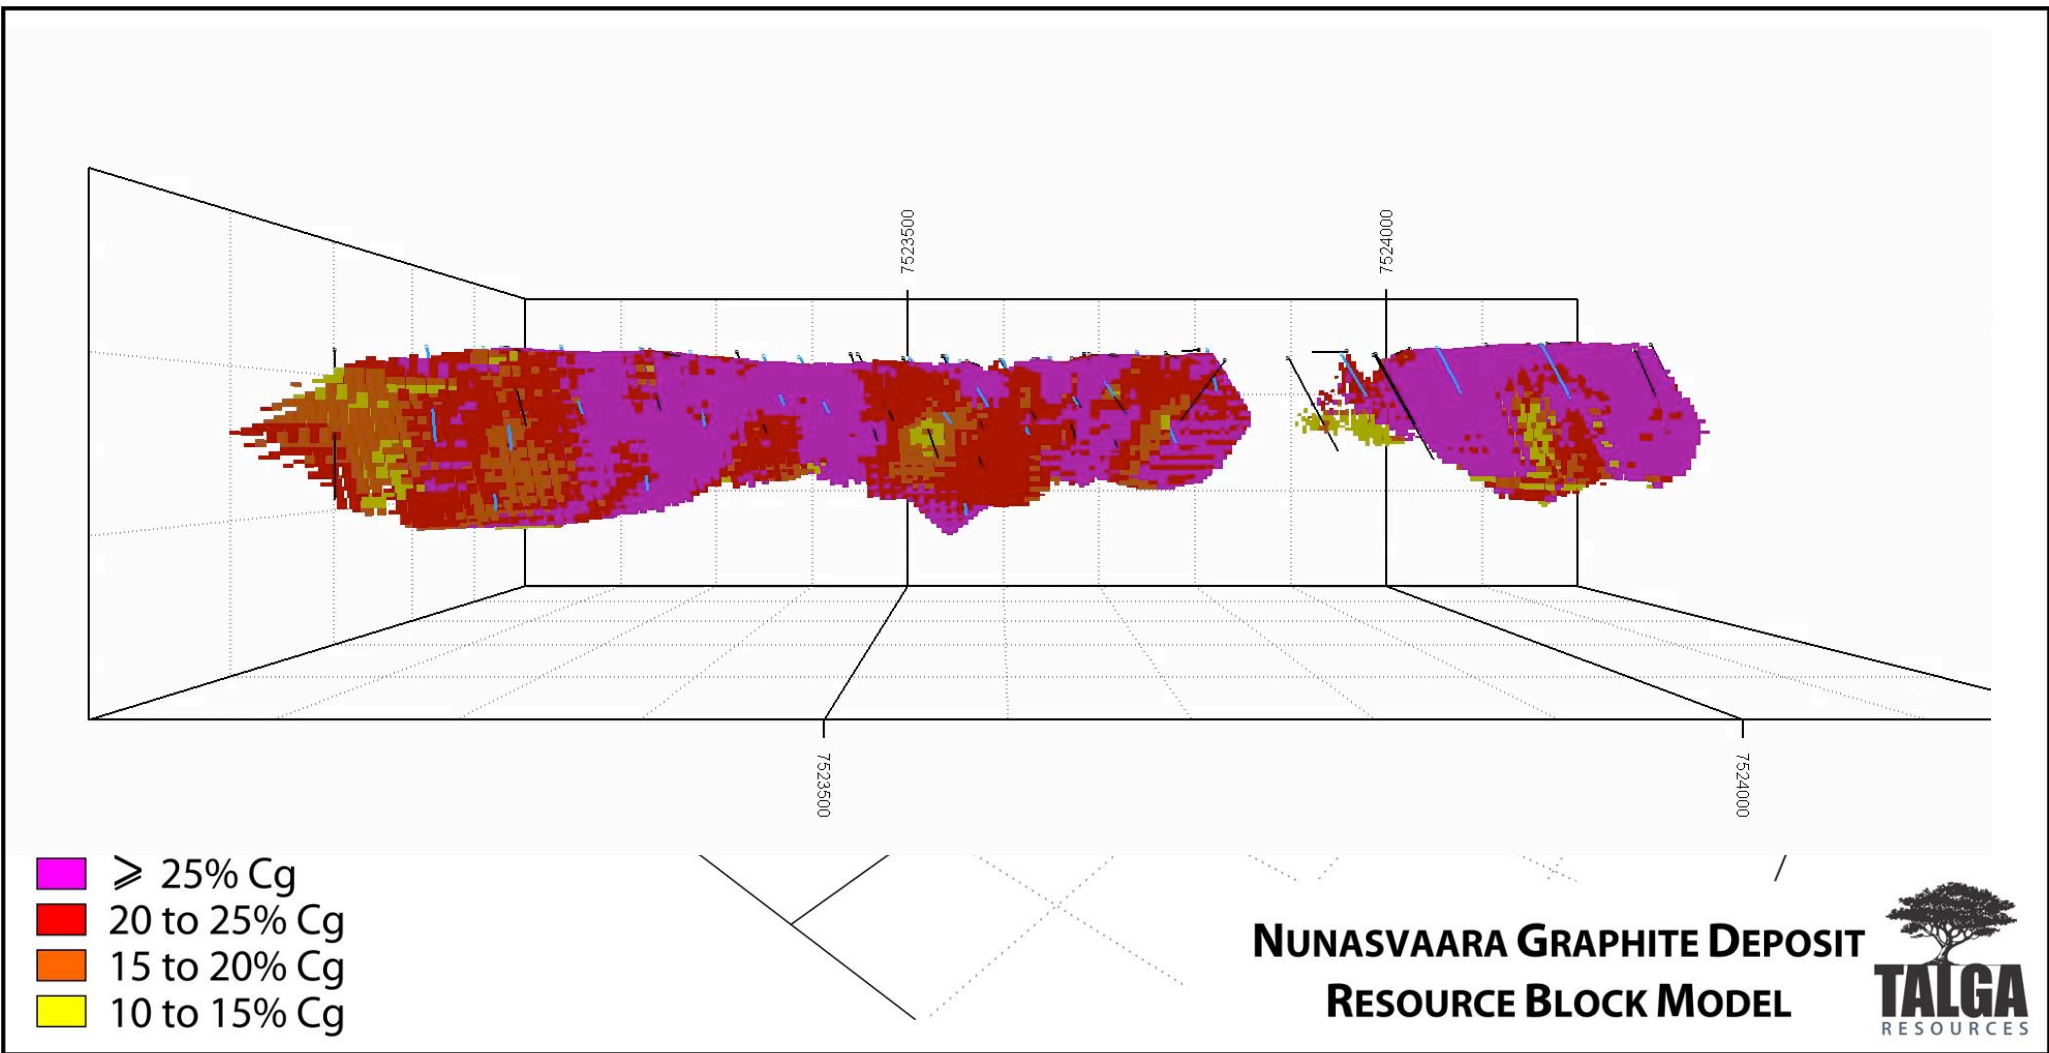 7523500
7524000
7523500
7524000
⩾ 25% Cg
20 to 25% Cg
15 to 20% Cg
10 to 15% Cg
NUNASVAARA GRAPHITE DEPOSIT
RESOURCE BLOCK MODEL
TALGA
RESOURCES